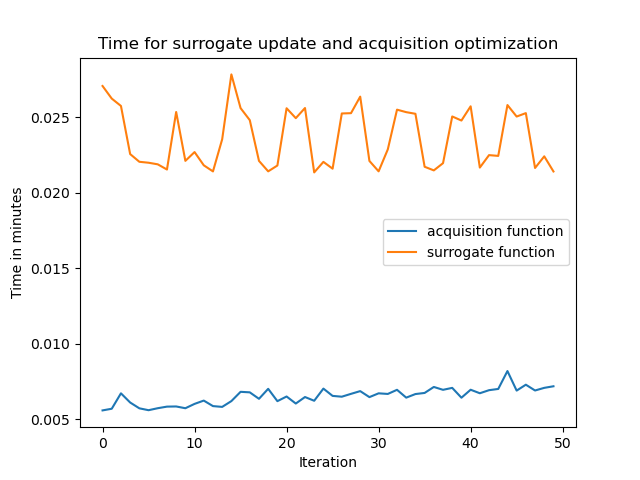 Time for surrogate update and acquisition optimization
0.025
0.020
0.015
0.010
0.005
Time in minutes
acquisition function
surrogate function
0 10 20 30 40 50
Iteration